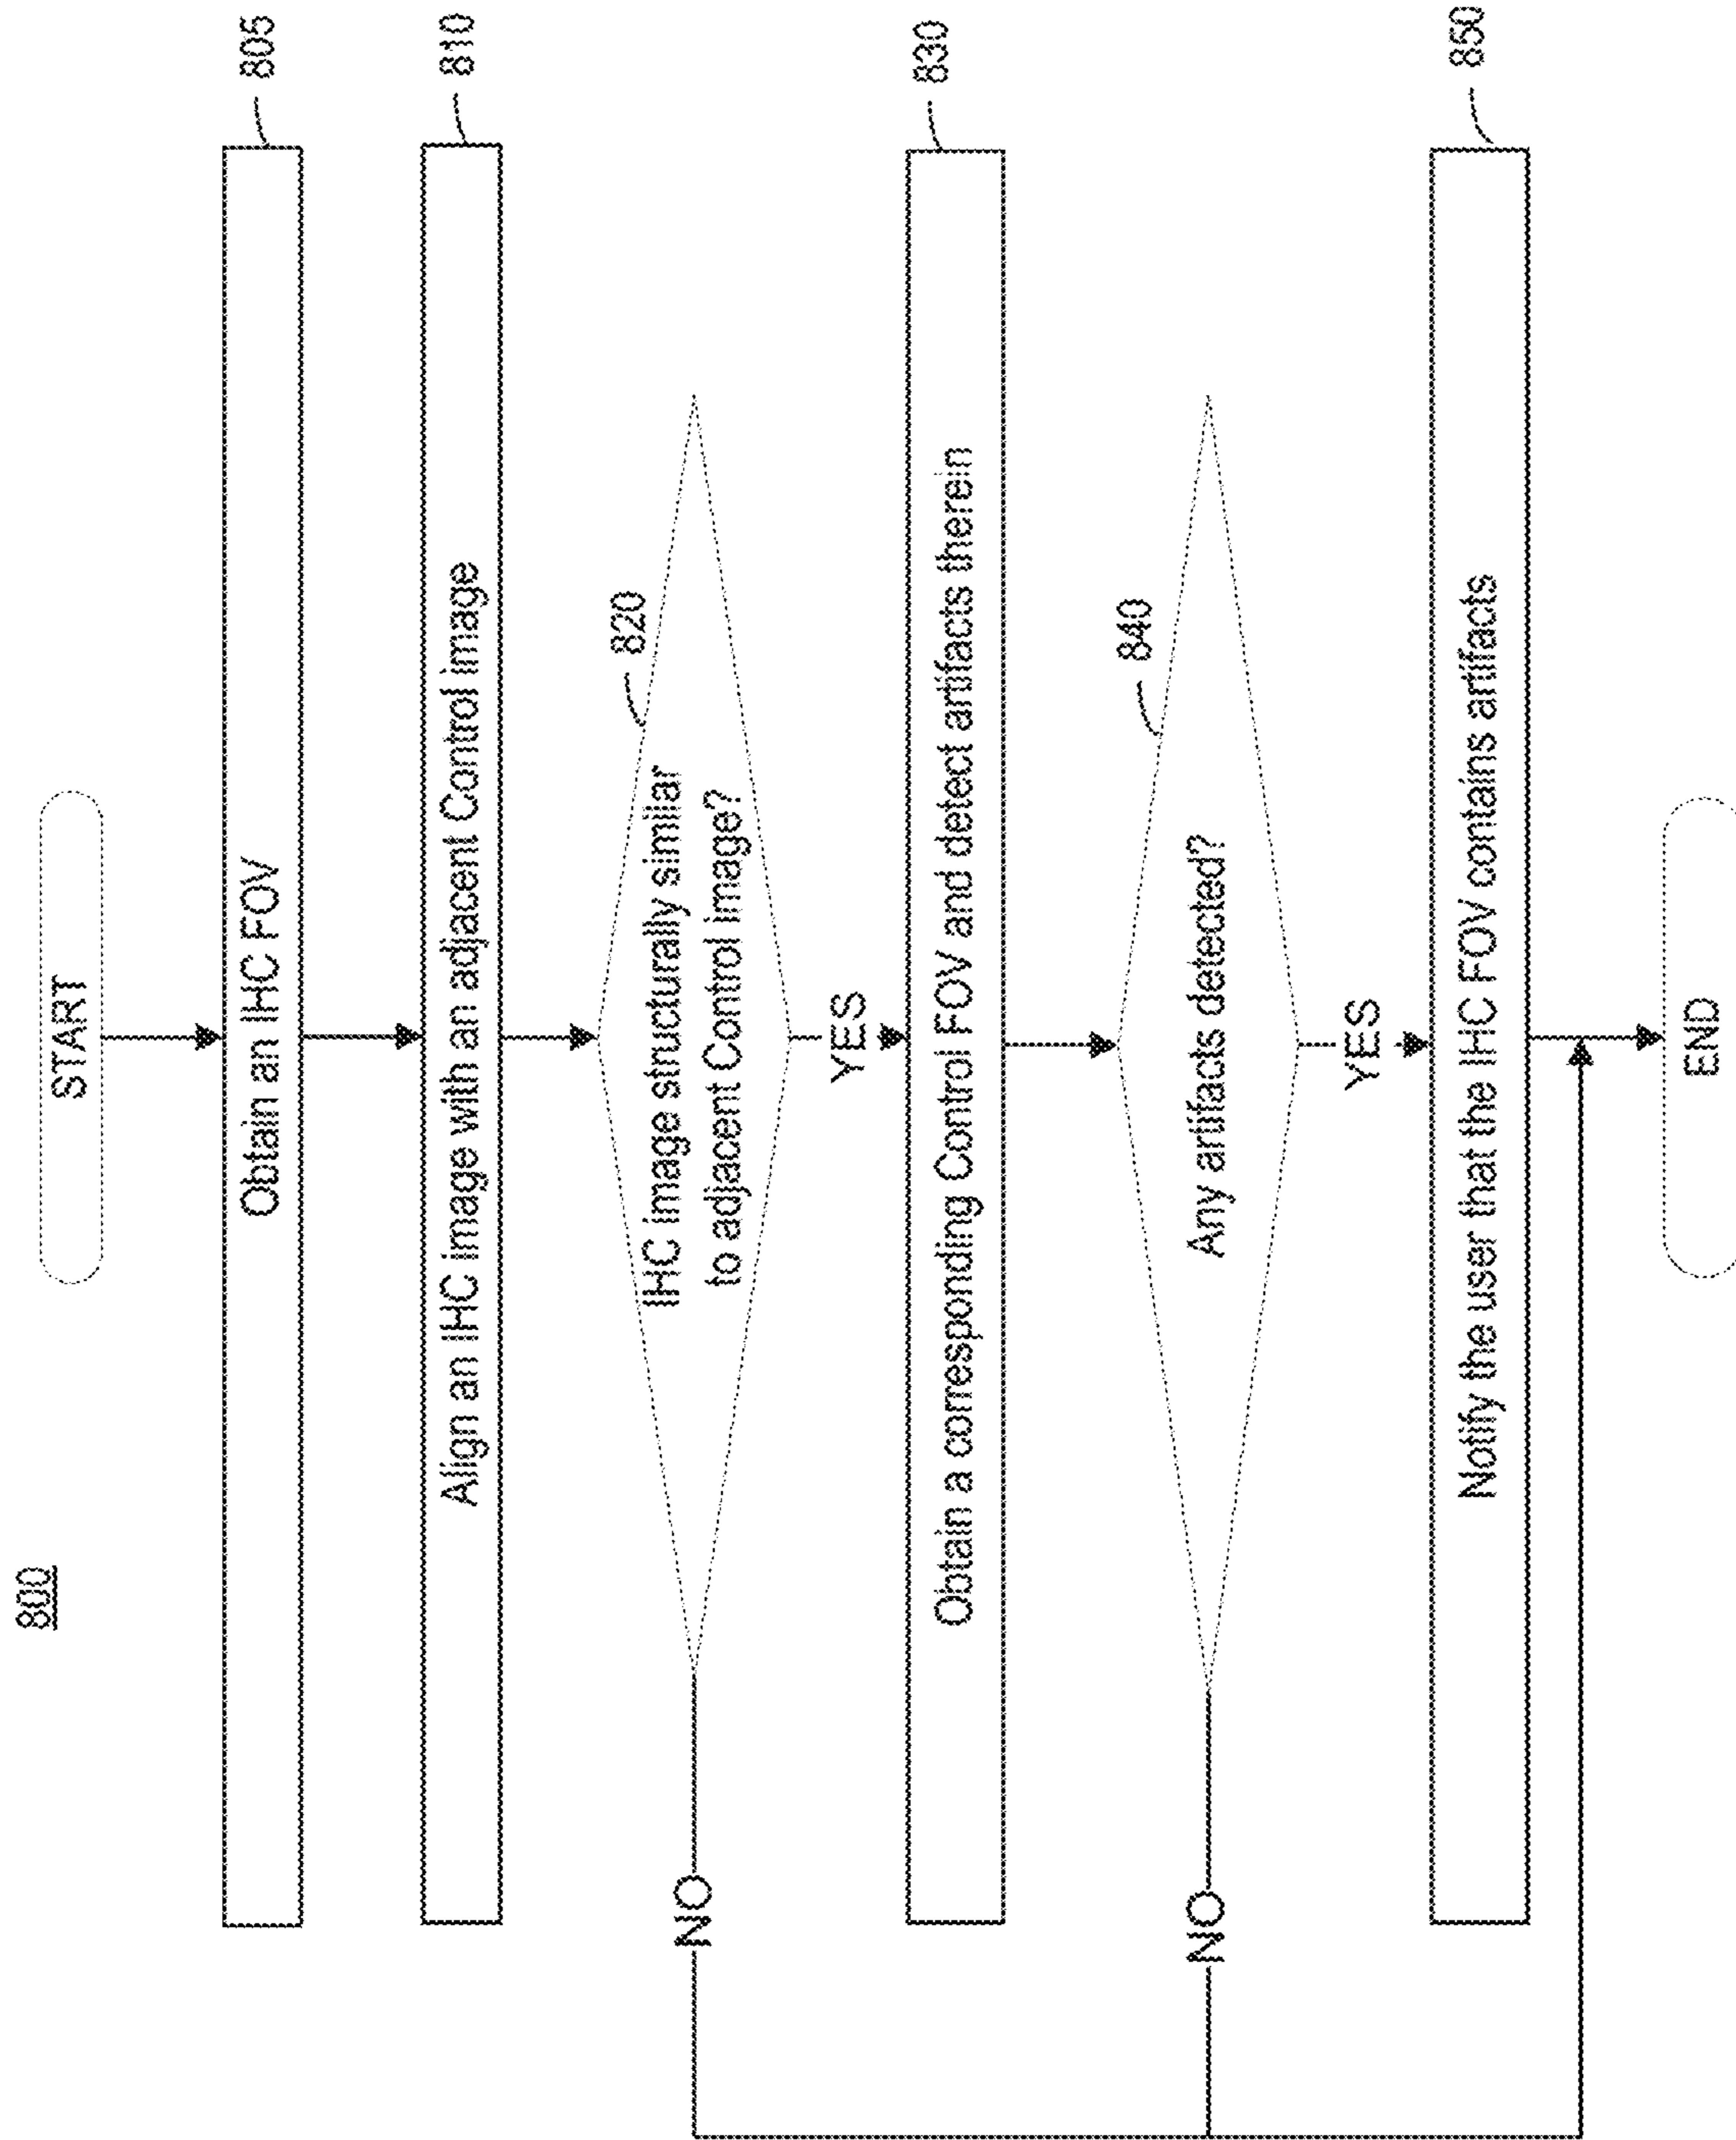 800
START
805
Obtain an IHC FOV
810
Align an IHC image with an adjacent Control image
820
IHC image structurally similar
to adjacent Control image?
NO
YES
830
Obtain a corresponding Control FOV and detect artifacts therein
840
Any artifacts detected?
NO
YES
850
Notify the user that the IHC FOV contains artifacts
END